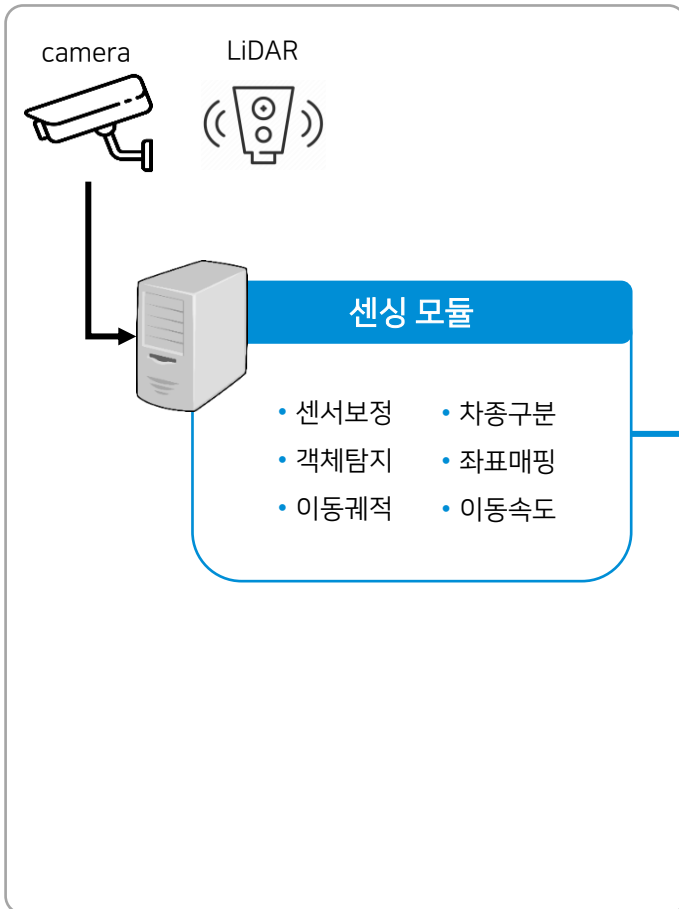 camera
LiDAR
센싱 모듈
• 센서보정
• 차종구분
• 객체탐지
• 좌표매핑
• 이동궤적
• 이동속도